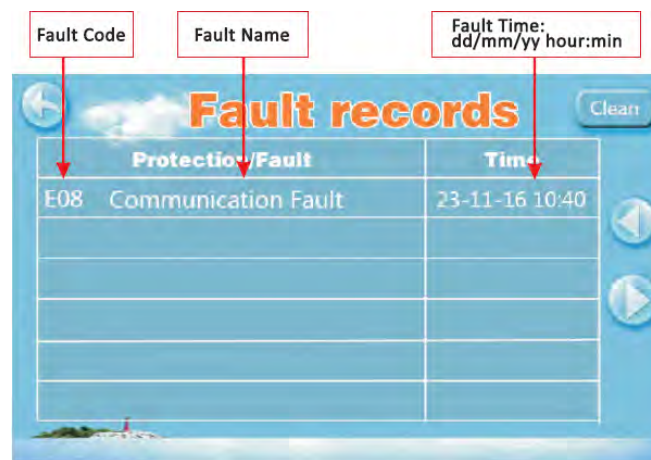 Fault Code
Fault Name
Fault Time:
dd/mm/yy hour:min
Fault records
Clean
Protection/Fault
Time
E08 Communication Fault
23-11-16 10:40